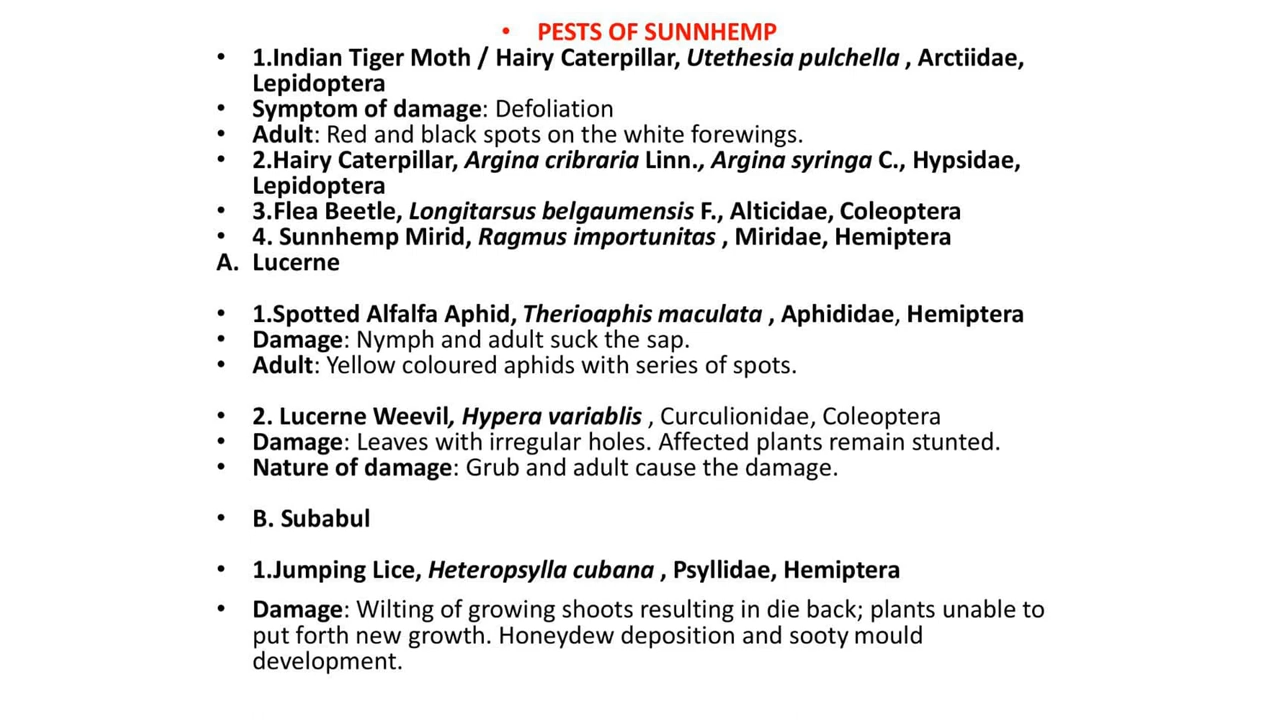 • PESTS OF SUNNHEMP
• 1.Indian Tiger Moth / Hairy Caterpillar, Utethesia pulchella , Arctiidae,
Lepidoptera
• Symptom of damage: Defoliation
• Adult: Red and black spots on the white forewings.
• 2.Hairy Caterpillar, Argina cribraria Linn., Argina syringa C., Hypsidae,
Lepidoptera
• 3.Flea Beetle, Longitarsus belgaumensis F., Alticidae, Coleoptera
• 4. Sunnhemp Mirid, Ragmus importunitas , Miridae, Hemiptera
A. Lucerne
• 1.Spotted Alfalfa Aphid, Therioaphis maculata , Aphididae, Hemiptera
• Damage: Nymph and adult suck the sap.
• Adult: Yellow coloured aphids with series of spots.
• 2. Lucerne Weevil, Hypera variablis , Curculionidae, Coleoptera
• Damage: Leaves with irregular holes. Affected plants remain stunted.
• Nature of damage: Grub and adult cause the damage.
• B. Subabul
• 1.Jumping Lice, Heteropsylla cubana , Psyllidae, Hemiptera
• Damage: Wilting of growing shoots resulting in die back; plants unable to
put forth new growth. Honeydew deposition and sooty mould
development.